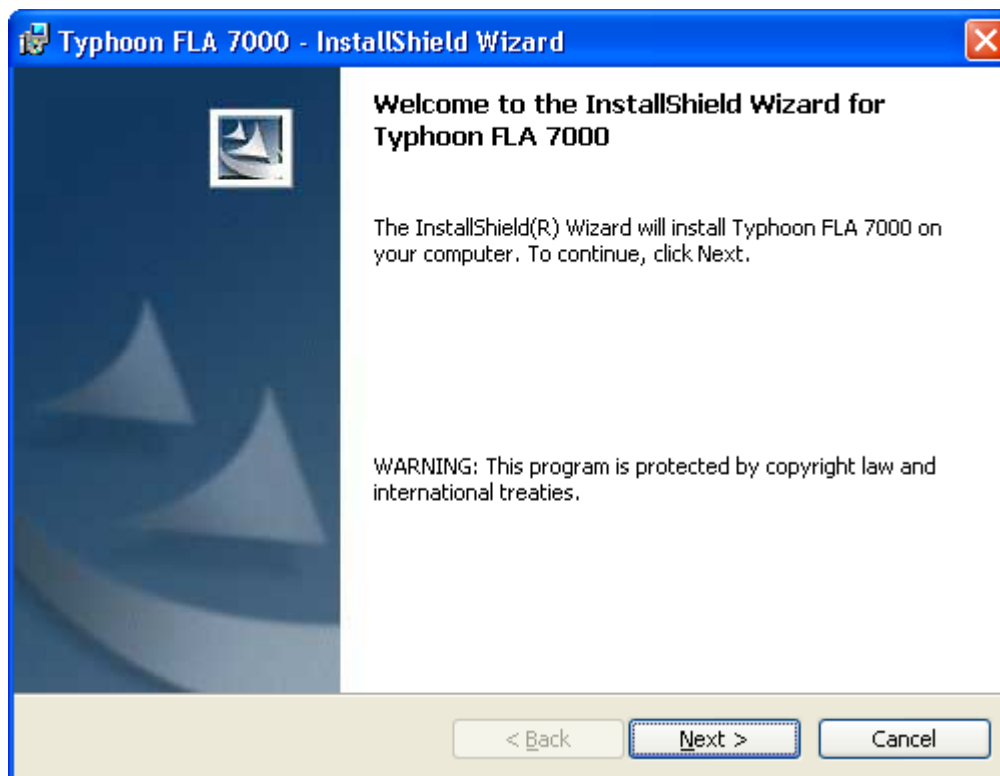 Typhoon FLA 7000 - InstallShield Wizard
Welcome to the InstallShield Wizard for
Typhoon FLA 7000
The InstallShield(R) Wizard will install Typhoon FLA 7000 on
your computer. To continue, click Next.
WARNING: This program is protected by copyright law and
international treaties.
< Back
Next >
Cancel